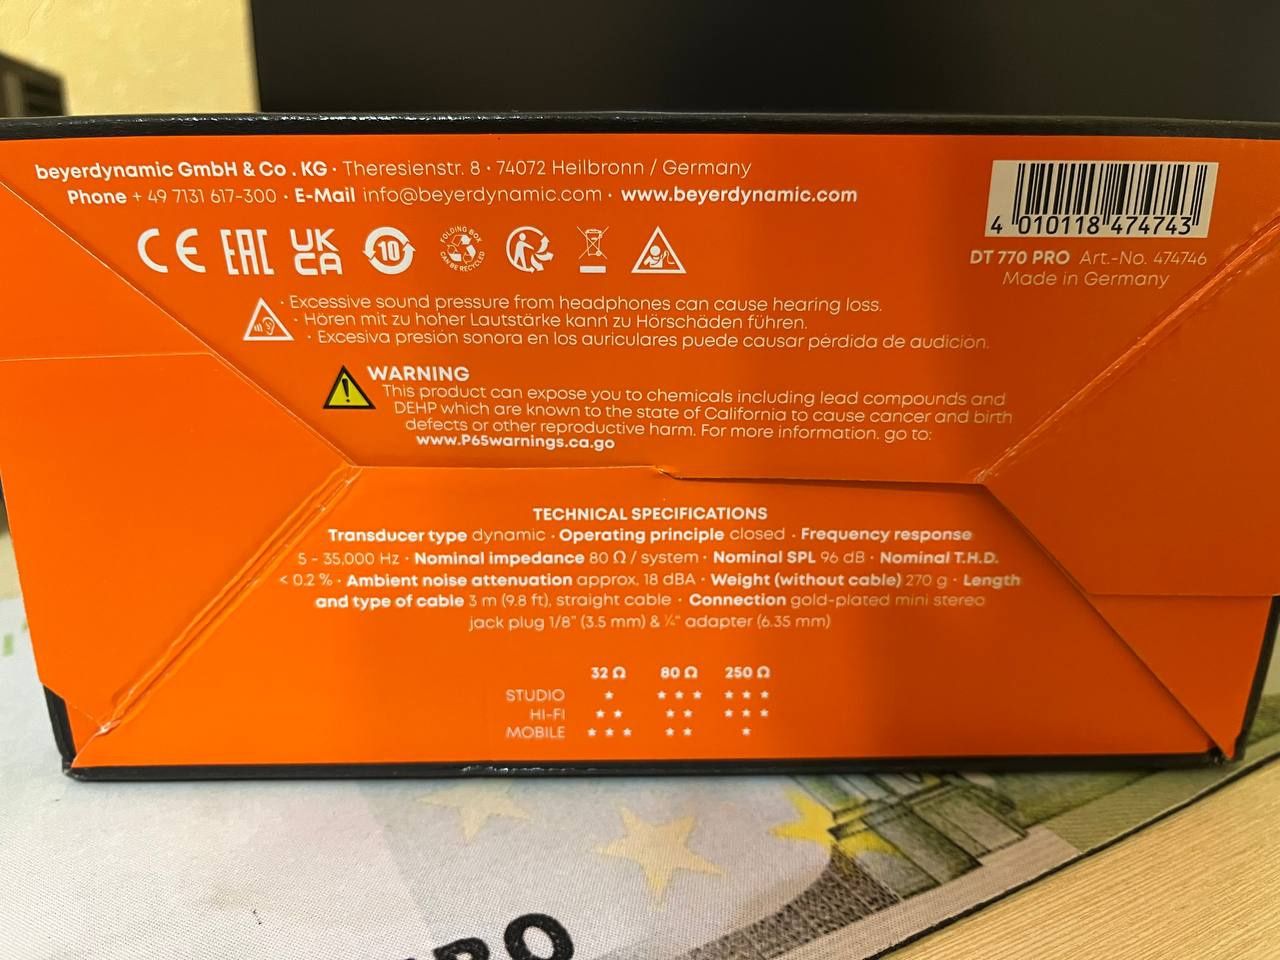 beyerdynamic GmbH & Co . KG · Theresienstr. 8 · 74072 Heilbronn / Germany
Phone + 49 7131 617-300 · E-Mail info@beyerdynamic.com · www.beyerdynamic.com
4 010118 474743
DT 770 PRO Art.-No. 474746
Made in Germany
CE EAC UK CA 10 FOLDING BOX CAN BE RECYCLED
· Excessive sound pressure from headphones can cause hearing loss.
· Hören mit zu hoher Lautstärke kann zu Hörschäden führen.
· Excesiva presión sonora en los auriculares puede causar pérdida de audición.
WARNING
This product can expose you to chemicals including lead compounds and
DEHP which are known to the state of California to cause cancer and birth
defects or other reproductive harm. For more information. go to:
www.P65warnings.ca.go
TECHNICAL SPECIFICATIONS
Transducer type dynamic · Operating principle closed · Frequency response
5 - 35,000 Hz · Nominal impedance 80 Ω / system · Nominal SPL 96 dB · Nominal T.H.D.
< 0.2 % · Ambient noise attenuation approx. 18 dBA · Weight (without cable) 270 g · Length
and type of cable 3 m (9.8 ft), straight cable · Connection gold-plated mini stereo
jack plug 1/8" (3.5 mm) & ¼" adapter (6.35 mm)
32 Ω 80 Ω 250 Ω
STUDIO * *** ***
HI-FI ** ** ***
MOBILE *** ** *